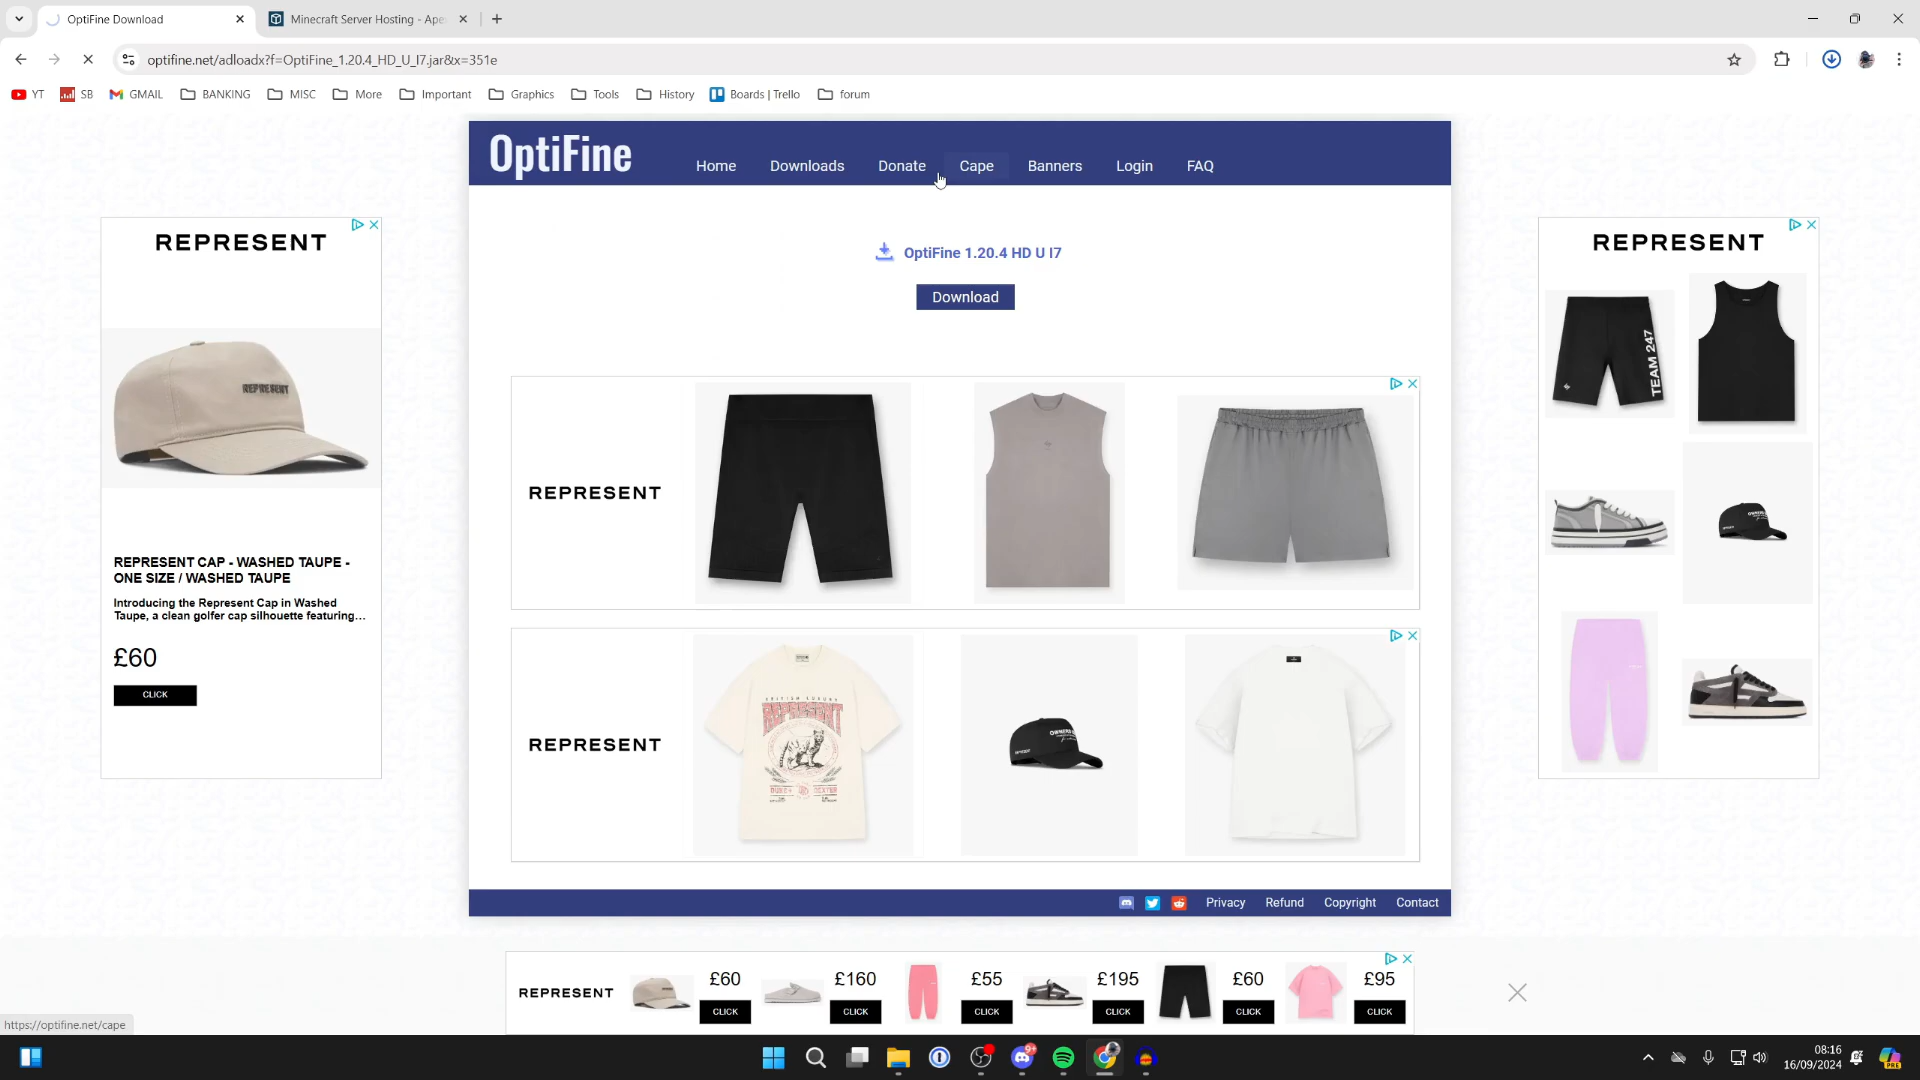 OptiFine Download
Minecraft Server Hosting - Ape
optifine.net/adloadx?f=OptiFine_1.20.4_HD_U_I7.jar&x=351e
YT
SB
GMAIL
BANKING
MISC
More
Important
Graphics
Tools
History
Boards | Trello
forum
OptiFine
Home
Downloads
Donate
Cape
Banners
Login
FAQ
OptiFine 1.20.4 HD U I7
Download
REPRESENT
REPRESENT
REPRESENT CAP - WASHED TAUPE -
ONE SIZE / WASHED TAUPE
Introducing the Represent Cap in Washed
Taupe, a clean golfer cap silhouette featuring...
£60
CLICK
REPRESENT
REPRESENT
REPRESENT
REPRESENT
TEAM 247
OWNERS
Privacy
Refund
Copyright
Contact
REPRESENT
£60
CLICK
£160
CLICK
£55
CLICK
£195
CLICK
£60
CLICK
£95
CLICK
https://optifine.net/cape
9+
08:16
16/09/2024
PRE